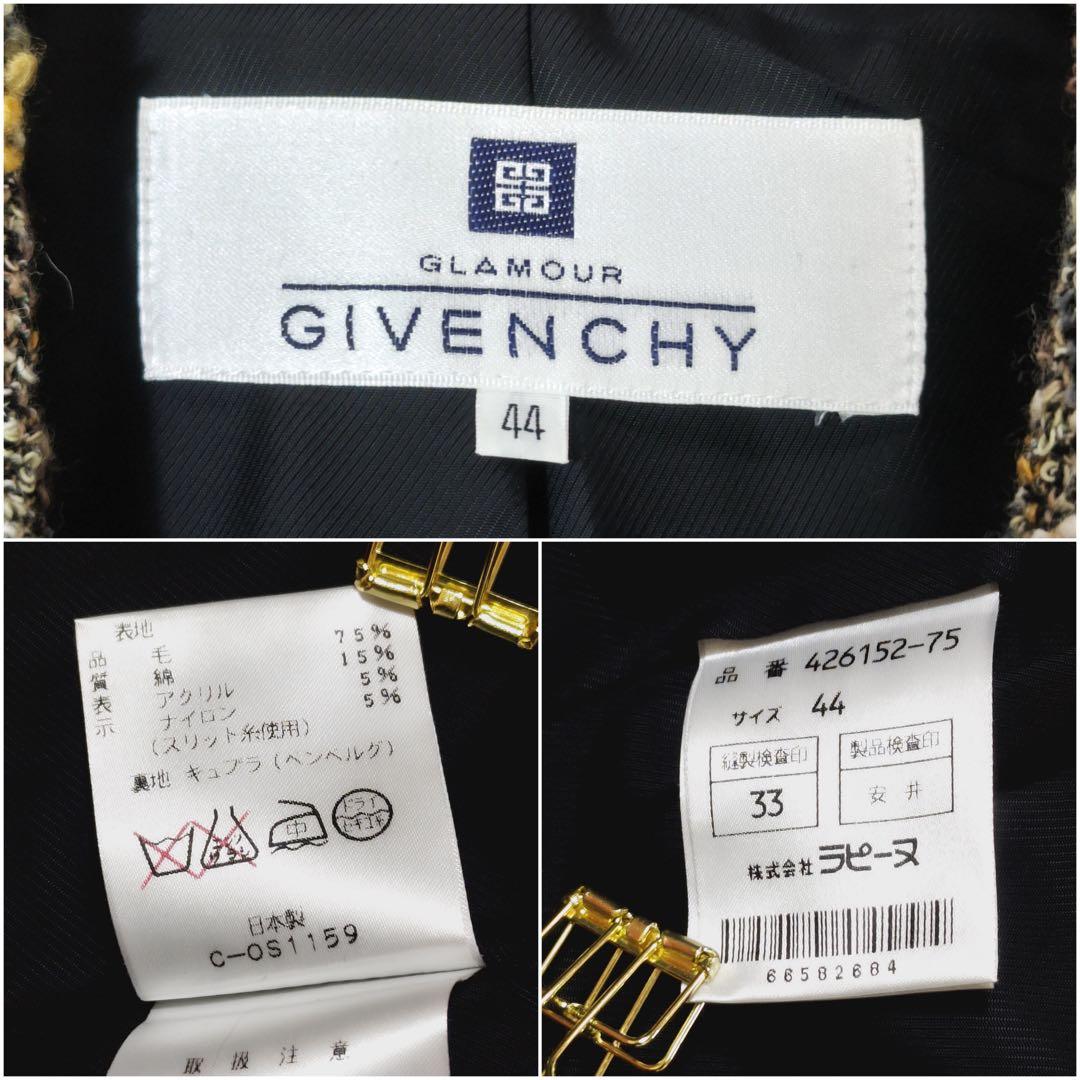 GLAMOUR
GIVENCHY
44
品質表示
表地
毛 75%
綿 15%
アクリル 5%
ナイロン 5%
(スリット糸使用)
裏地 キュプラ(ベンベルグ)
中
ドライ
セキユ系
日本製
C-OS1159
取扱注意
品番 426152-75
サイズ 44
縫製検査印 製品検査印
33 安井
株式会社 ラピーヌ
66582684